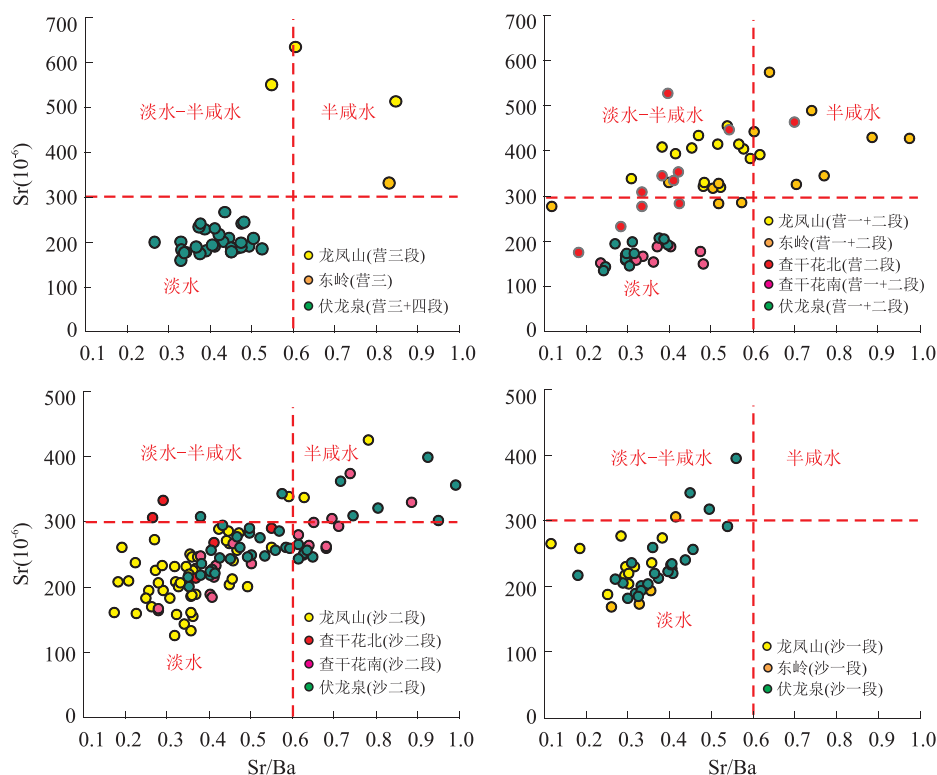 700
600
500
400
300
200
100
0
Sr(10⁻⁶)
淡水-半咸水
半咸水
淡水
龙凤山(营三段)
东岭(营三)
伏龙泉(营三+四段)
0.1 0.2 0.3 0.4 0.5 0.6 0.7 0.8 0.9 1.0
700
600
500
400
300
200
100
0
淡水-半咸水
半咸水
淡水
龙凤山(营一+二段)
东岭(营一+二段)
查干花北(营二段)
查干花南(营一+二段)
伏龙泉(营一+二段)
0.1 0.2 0.3 0.4 0.5 0.6 0.7 0.8 0.9 1.0
500
400
300
200
100
0
Sr(10⁻⁶)
淡水-半咸水
半咸水
淡水
龙凤山(沙二段)
查干花北(沙二段)
查干花南(沙二段)
伏龙泉(沙二段)
0.1 0.2 0.3 0.4 0.5 0.6 0.7 0.8 0.9 1.0
Sr/Ba
500
400
300
200
100
0
淡水-半咸水
半咸水
淡水
龙凤山(沙一段)
东岭(沙一段)
伏龙泉(沙一段)
0.1 0.2 0.3 0.4 0.5 0.6 0.7 0.8 0.9 1.0
Sr/Ba